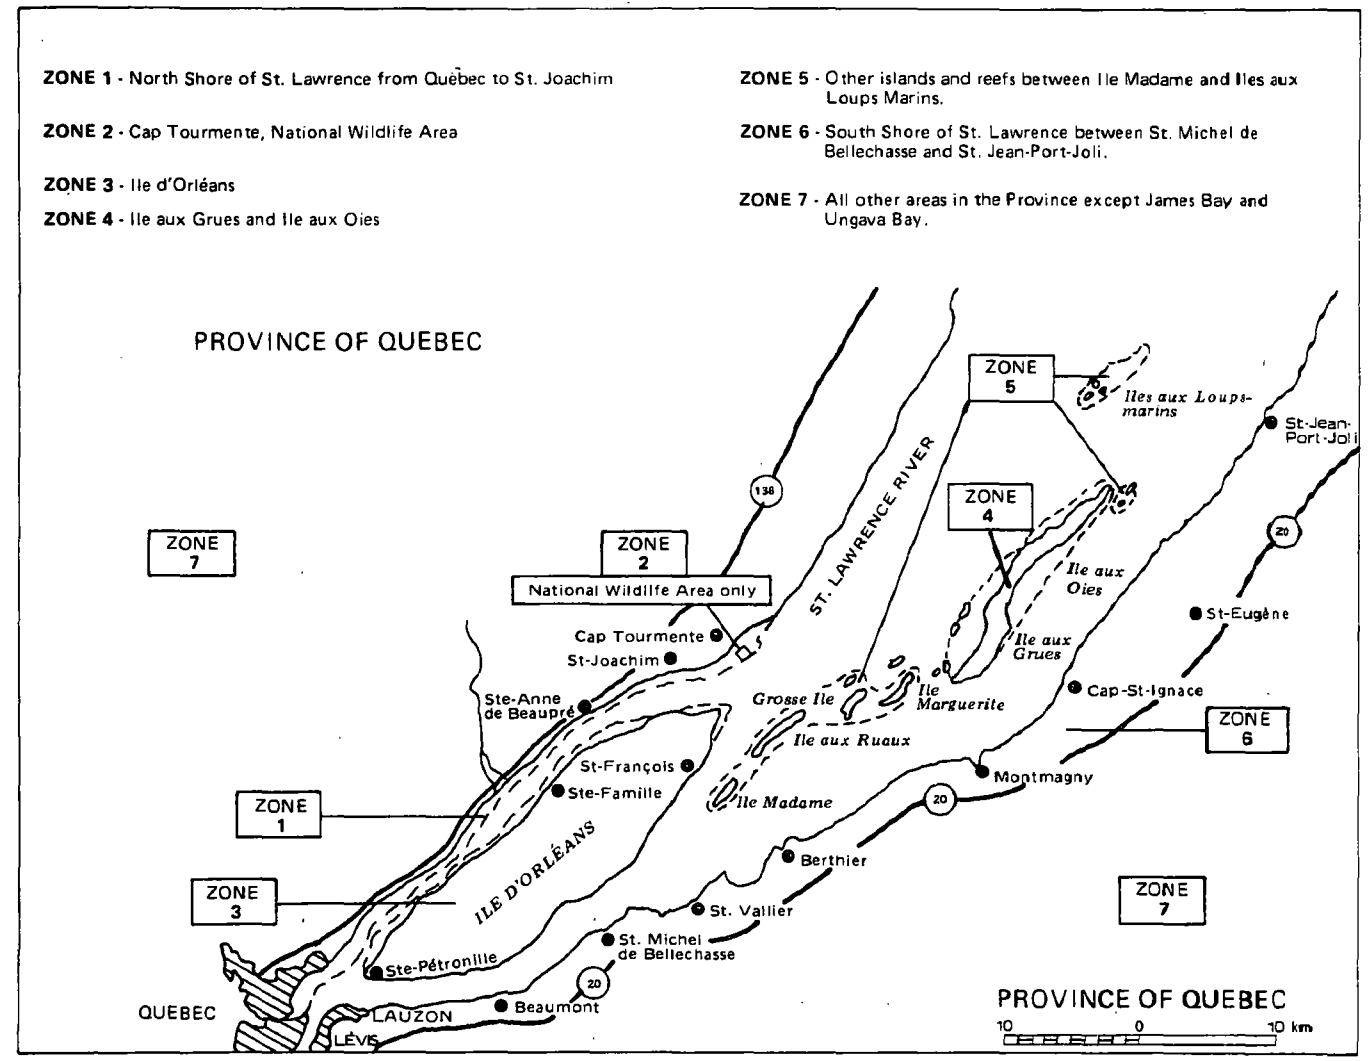 ZONE 1 - North Shore of St. Lawrence from Québec to St. Joachim
ZONE 2 - Cap Tourmente, National Wildlife Area
ZONE 3 - Ile d'Orléans
ZONE 4 - Ile aux Grues and Ile aux Oies
ZONE 5 - Other islands and reefs between Ile Madame and Iles aux
Loups Marins.
ZONE 6 - South Shore of St. Lawrence between St. Michel de
Bellechasse and St. Jean-Port-Joli.
ZONE 7 - All other areas in the Province except James Bay and
Ungava Bay.
PROVINCE OF QUEBEC
ZONE
5
Iles aux Loups-
marins
St-Jean-
Port-Joli
138
ST. LAWRENCE RIVER
ZONE
4
20
ZONE
7
ZONE
2
National Wildlife Area only
Ile aux
Oies
St-Eugène
Cap Tourmente
St-Joachim
Ile aux
Grues
Ste-Anne
de Beaupré
Grosse Ile
Ile
Marguerite
Cap-St-Ignace
ZONE
6
Ile aux Ruaux
St-François
Ste-Famille
Ile Madame
Montmagny
20
ZONE
1
ILE D'ORLÉANS
Berthier
ZONE
3
ZONE
7
St. Vallier
St. Michel
de Bellechasse
Ste-Pétronille
20
QUEBEC
LAUZON
Beaumont
LÉVIS
PROVINCE OF QUEBEC
10 0 10 km